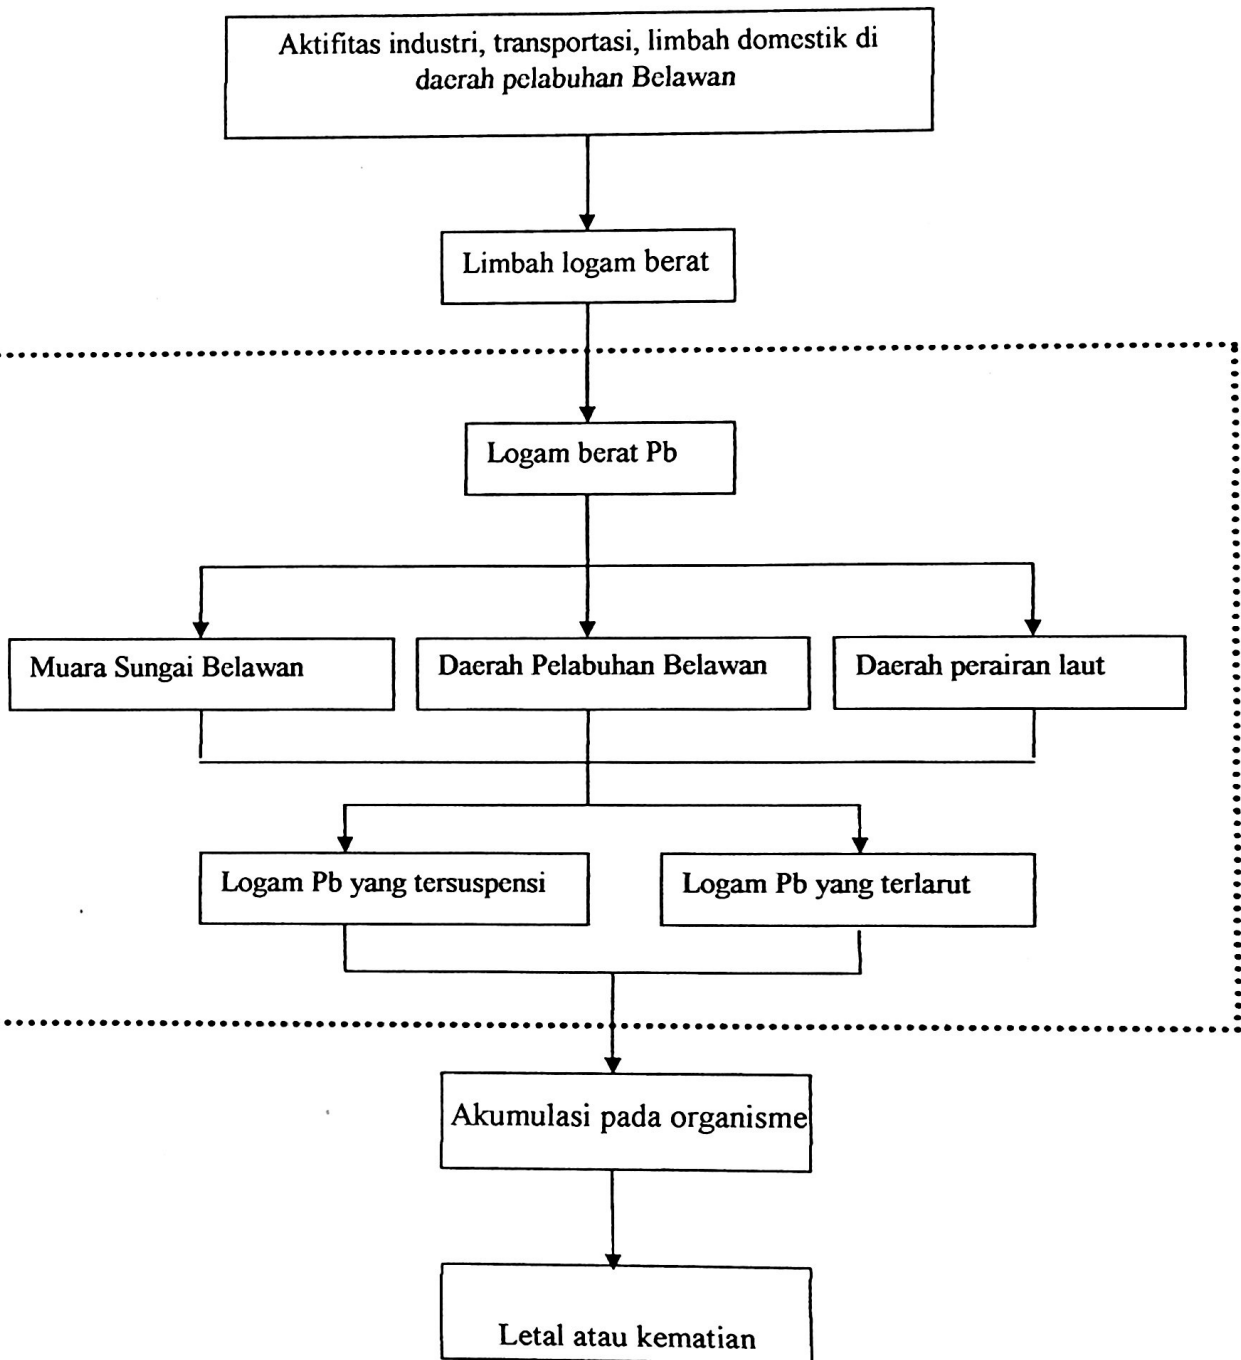 Aktifitas industri, transportasi, limbah domestik di
daerah pelabuhan Belawan
Limbah logam berat
Logam berat Pb
Muara Sungai Belawan
Daerah Pelabuhan Belawan
Daerah perairan laut
Logam Pb yang tersuspensi
Logam Pb yang terlarut
Akumulasi pada organisme
Letal atau kematian